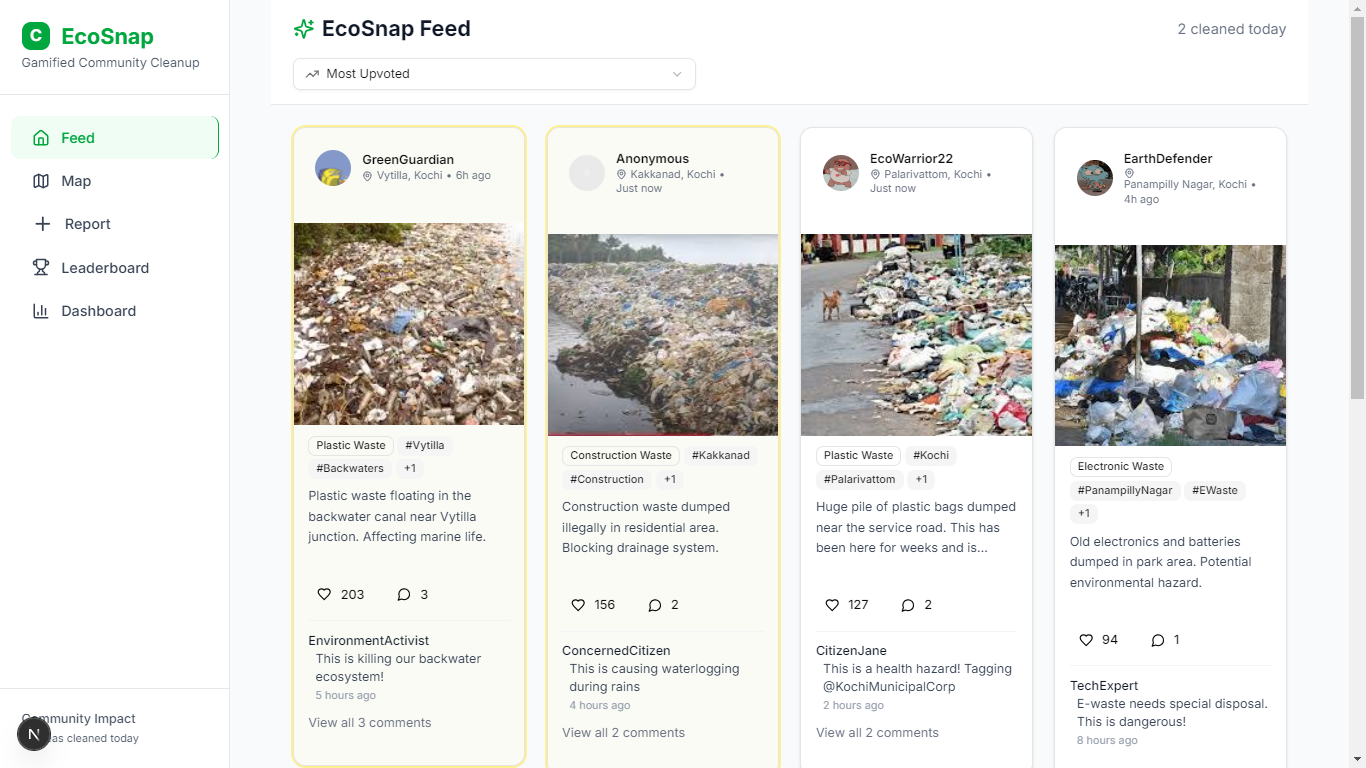 C EcoSnap
Gamified Community Cleanup
Feed
Map
Report
Leaderboard
Dashboard
Community Impact
as cleaned today
N
EcoSnap Feed
2 cleaned today
Most Upvoted
GreenGuardian
Vytilla, Kochi • 6h ago
Plastic Waste #Vytilla
#Backwaters +1
Plastic waste floating in the
backwater canal near Vytilla
junction. Affecting marine life.
203 3
EnvironmentActivist
This is killing our backwater
ecosystem!
5 hours ago
View all 3 comments
Anonymous
Kakkanad, Kochi •
Just now
Construction Waste #Kakkanad
#Construction +1
Construction waste dumped
illegally in residential area.
Blocking drainage system.
156 2
ConcernedCitizen
This is causing waterlogging
during rains
4 hours ago
View all 2 comments
EcoWarrior22
Palarivattom, Kochi •
Just now
Plastic Waste #Kochi
#Palarivattom +1
Huge pile of plastic bags dumped
near the service road. This has
been here for weeks and is...
127 2
CitizenJane
This is a health hazard! Tagging
@KochiMunicipalCorp
2 hours ago
View all 2 comments
EarthDefender
Panampilly Nagar, Kochi •
4h ago
Electronic Waste
#PanampillyNagar #EWaste
+1
Old electronics and batteries
dumped in park area. Potential
environmental hazard.
94 1
TechExpert
E-waste needs special disposal.
This is dangerous!
8 hours ago